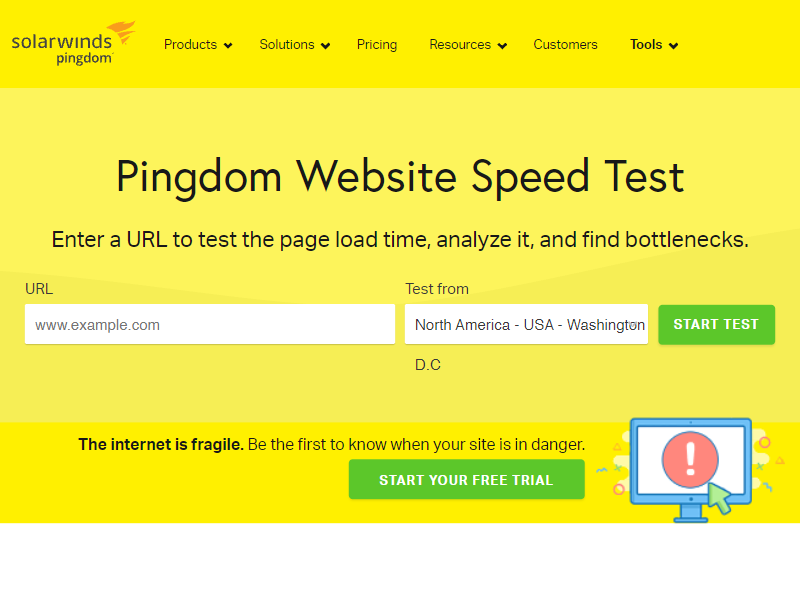 solarwinds
pingdom
Products
Solutions
Pricing
Resources
Customers
Tools
Pingdom Website Speed Test
Enter a URL to test the page load time, analyze it, and find bottlenecks.
URL
Test from
www.example.com
North America - USA - Washington
START TEST
D.C
The internet is fragile. Be the first to know when your site is in danger.
START YOUR FREE TRIAL
!